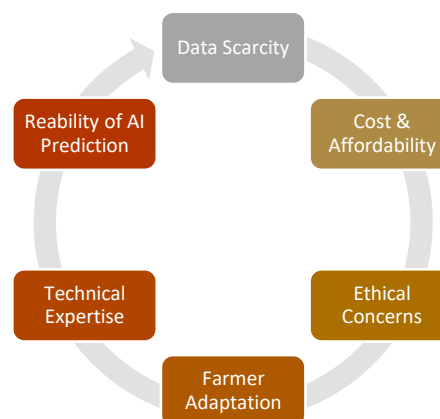 Data Scarcity
Cost &
Affordability
Ethical
Concerns
Farmer
Adaptation
Technical
Expertise
Reability of AI
Prediction